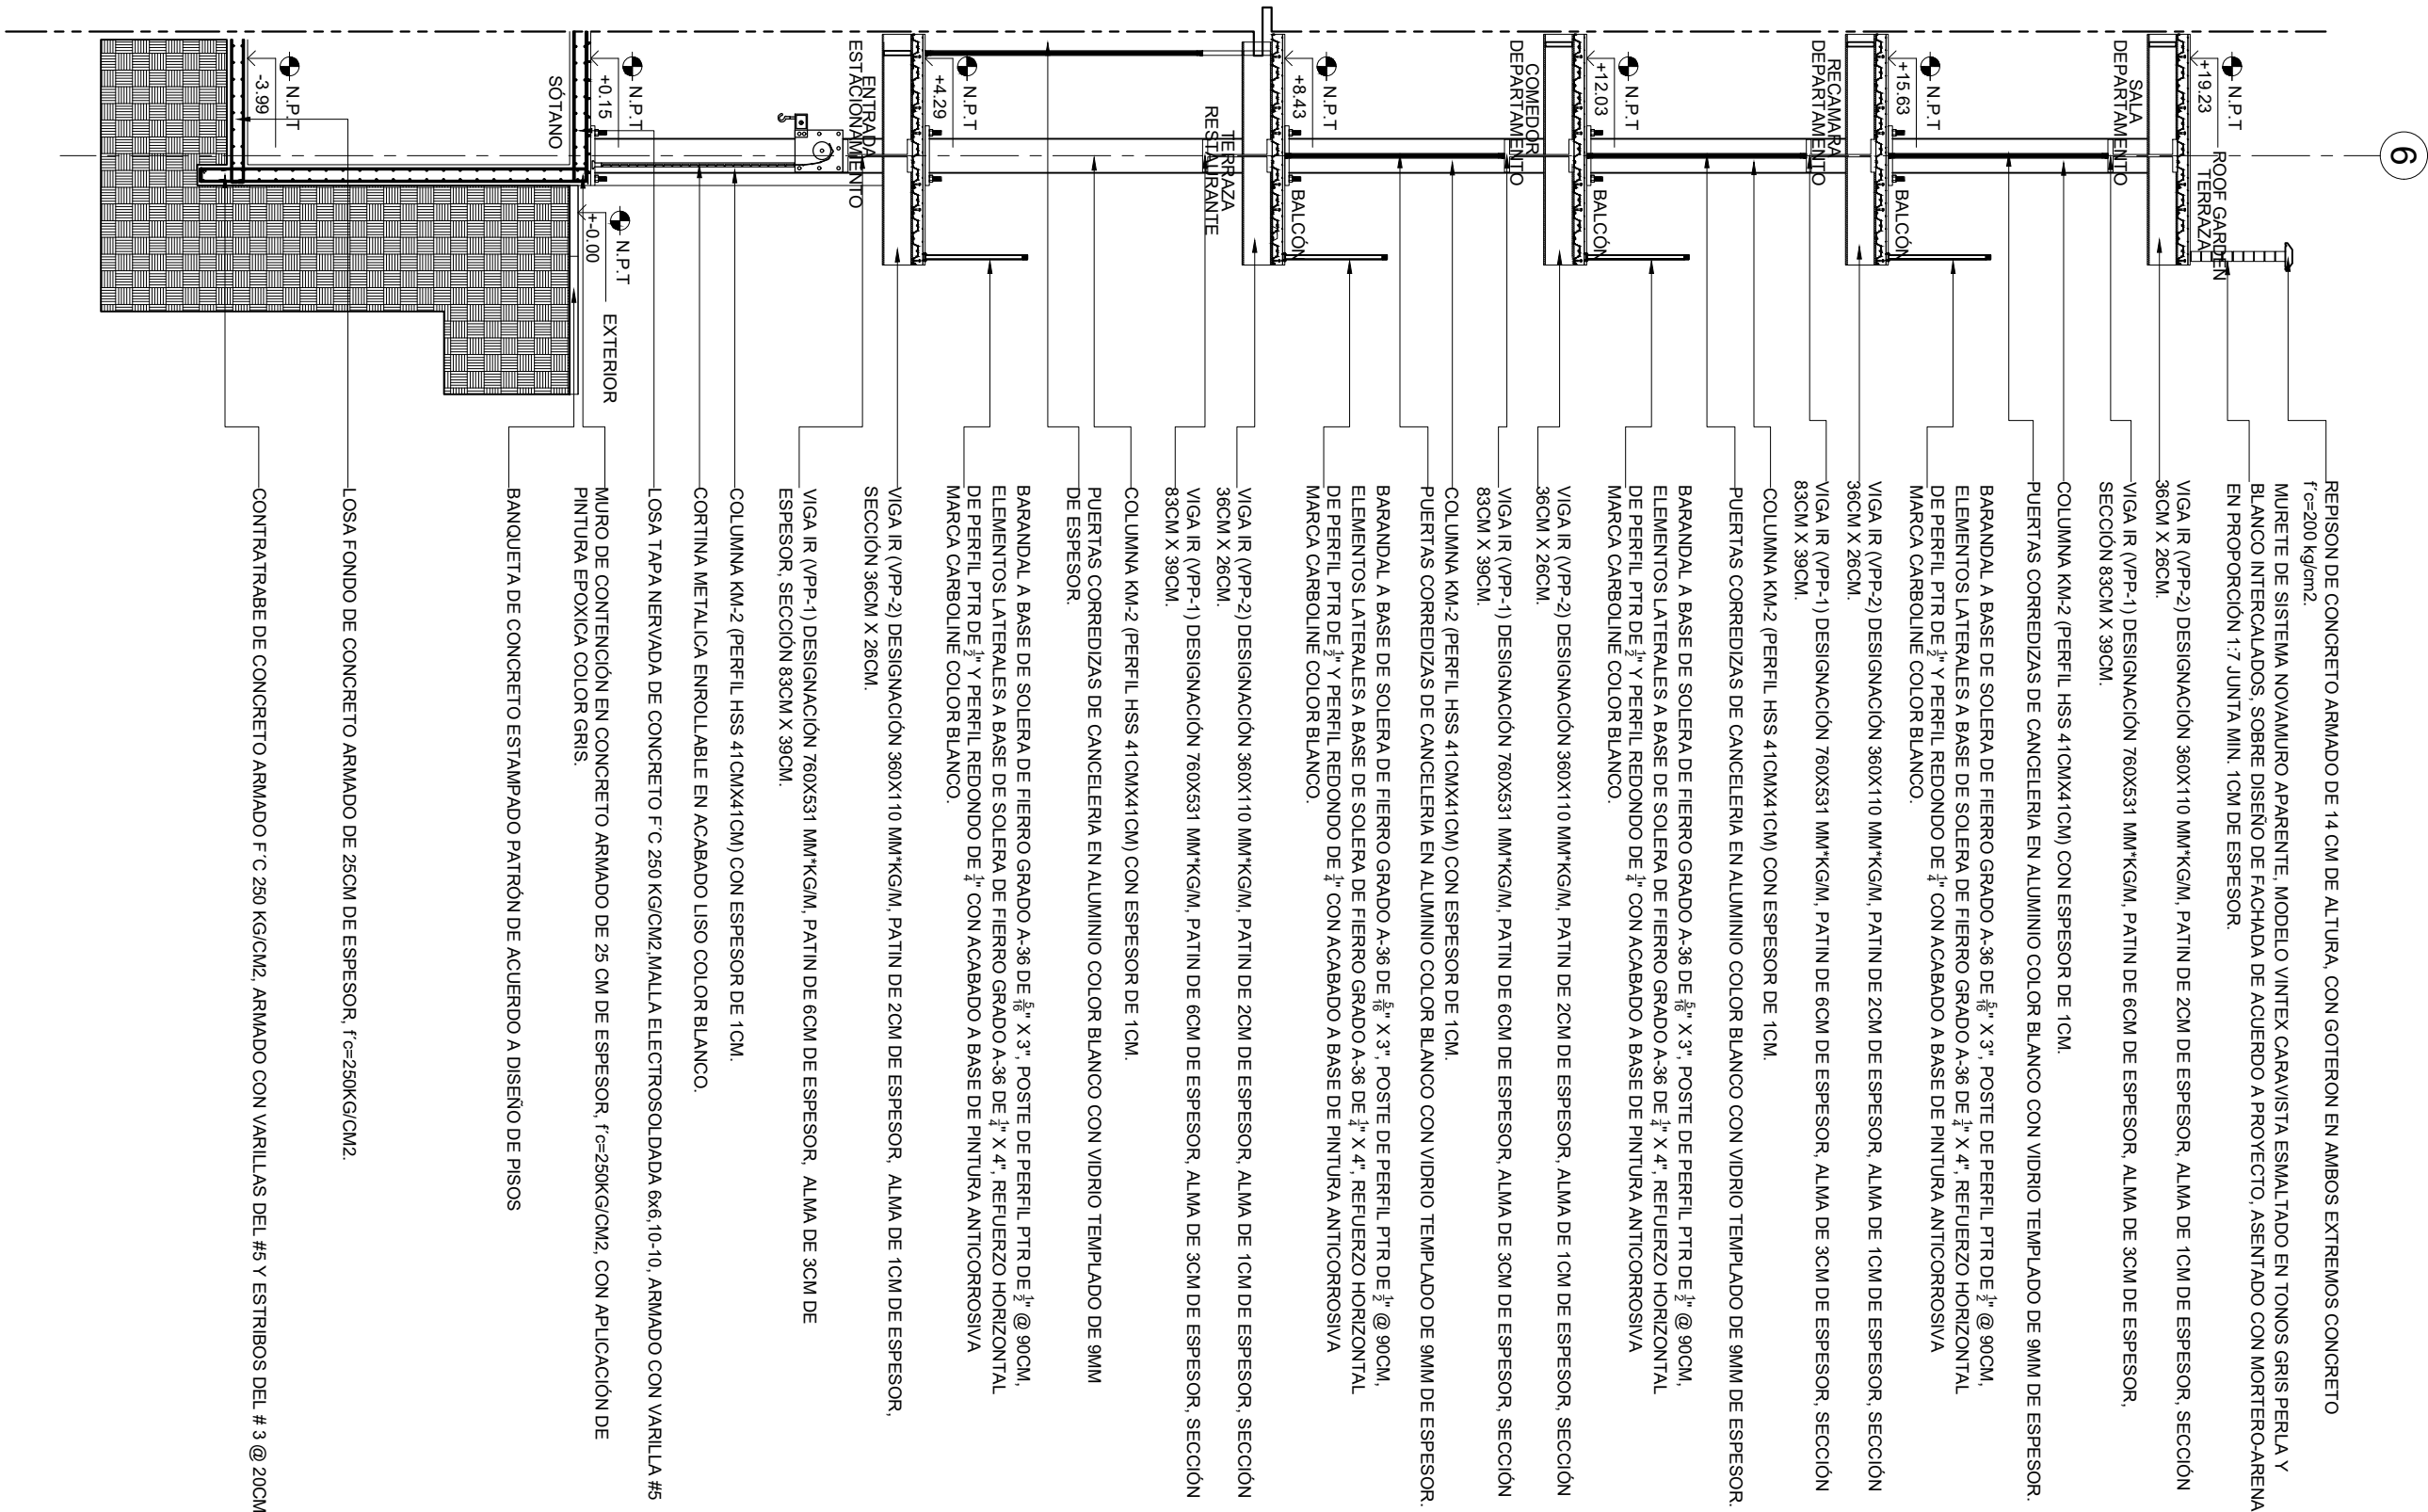 6
REPISON DE CONCRETO ARMADO DE 14 CM DE ALTURA, CON GOTERON EN AMBOS EXTREMOS CONCRETO
f'c=200 kg/cm2.
MURETE DE SISTEMA NOVAMURO APARENTE, MODELO VINTEX CARAVISTA ESMALTADO EN TONOS GRIS PERLA Y
BLANCO INTERCALADOS, SOBRE DISEÑO DE FACHADA DE ACUERDO A PROYECTO, ASENTADO CON MORTERO-ARENA
EN PROPORCIÓN 1:7 JUNTA MIN. 1CM DE ESPESOR.
VIGA IR (VPP-2) DESIGNACIÓN 360X110 MM*KG/M, PATIN DE 2CM DE ESPESOR, ALMA DE 1CM DE ESPESOR, SECCIÓN
36CM X 26CM.
VIGA IR (VPP-1) DESIGNACIÓN 760X531 MM*KG/M, PATIN DE 6CM DE ESPESOR, ALMA DE 3CM DE ESPESOR,
SECCIÓN 83CM X 39CM.
COLUMNA KM-2 (PERFIL HSS 41CMX41CM) CON ESPESOR DE 1CM.
PUERTAS CORREDIZAS DE CANCELERIA EN ALUMINIO COLOR BLANCO CON VIDRIO TEMPLADO DE 9MM DE ESPESOR.
BARANDAL A BASE DE SOLERA DE FIERRO GRADO A-36 DE 5/16" X 3", POSTE DE PERFIL PTR DE 1/2" @ 90CM,
ELEMENTOS LATERALES A BASE DE SOLERA DE FIERRO GRADO A-36 DE 1/4" X 4", REFUERZO HORIZONTAL
DE PERFIL PTR DE 1/2" Y PERFIL REDONDO DE 1/4" CON ACABADO A BASE DE PINTURA ANTICORROSIVA
MARCA CARBOLINE COLOR BLANCO.
VIGA IR (VPP-2) DESIGNACIÓN 360X110 MM*KG/M, PATIN DE 2CM DE ESPESOR, ALMA DE 1CM DE ESPESOR, SECCIÓN
36CM X 26CM.
VIGA IR (VPP-1) DESIGNACIÓN 760X531 MM*KG/M, PATIN DE 6CM DE ESPESOR, ALMA DE 3CM DE ESPESOR, SECCIÓN
83CM X 39CM.
COLUMNA KM-2 (PERFIL HSS 41CMX41CM) CON ESPESOR DE 1CM.
PUERTAS CORREDIZAS DE CANCELERIA EN ALUMINIO COLOR BLANCO CON VIDRIO TEMPLADO DE 9MM DE ESPESOR.
BARANDAL A BASE DE SOLERA DE FIERRO GRADO A-36 DE 5/16" X 3", POSTE DE PERFIL PTR DE 1/2" @ 90CM,
ELEMENTOS LATERALES A BASE DE SOLERA DE FIERRO GRADO A-36 DE 1/4" X 4", REFUERZO HORIZONTAL
DE PERFIL PTR DE 1/2" Y PERFIL REDONDO DE 1/4" CON ACABADO A BASE DE PINTURA ANTICORROSIVA
MARCA CARBOLINE COLOR BLANCO.
VIGA IR (VPP-2) DESIGNACIÓN 360X110 MM*KG/M, PATIN DE 2CM DE ESPESOR, ALMA DE 1CM DE ESPESOR, SECCIÓN
36CM X 26CM.
VIGA IR (VPP-1) DESIGNACIÓN 760X531 MM*KG/M, PATIN DE 6CM DE ESPESOR, ALMA DE 3CM DE ESPESOR, SECCIÓN
83CM X 39CM.
COLUMNA KM-2 (PERFIL HSS 41CMX41CM) CON ESPESOR DE 1CM.
PUERTAS CORREDIZAS DE CANCELERIA EN ALUMINIO COLOR BLANCO CON VIDRIO TEMPLADO DE 9MM DE ESPESOR.
BARANDAL A BASE DE SOLERA DE FIERRO GRADO A-36 DE 5/16" X 3", POSTE DE PERFIL PTR DE 1/2" @ 90CM,
ELEMENTOS LATERALES A BASE DE SOLERA DE FIERRO GRADO A-36 DE 1/4" X 4", REFUERZO HORIZONTAL
DE PERFIL PTR DE 1/2" Y PERFIL REDONDO DE 1/4" CON ACABADO A BASE DE PINTURA ANTICORROSIVA
MARCA CARBOLINE COLOR BLANCO.
VIGA IR (VPP-2) DESIGNACIÓN 360X110 MM*KG/M, PATIN DE 2CM DE ESPESOR, ALMA DE 1CM DE ESPESOR, SECCIÓN
36CM X 26CM.
VIGA IR (VPP-1) DESIGNACIÓN 760X531 MM*KG/M, PATIN DE 6CM DE ESPESOR, ALMA DE 3CM DE ESPESOR, SECCIÓN
83CM X 39CM.
COLUMNA KM-2 (PERFIL HSS 41CMX41CM) CON ESPESOR DE 1CM.
PUERTAS CORREDIZAS DE CANCELERIA EN ALUMINIO COLOR BLANCO CON VIDRIO TEMPLADO DE 9MM
DE ESPESOR.
BARANDAL A BASE DE SOLERA DE FIERRO GRADO A-36 DE 5/16" X 3", POSTE DE PERFIL PTR DE 1/2" @ 90CM,
ELEMENTOS LATERALES A BASE DE SOLERA DE FIERRO GRADO A-36 DE 1/4" X 4", REFUERZO HORIZONTAL
DE PERFIL PTR DE 1/2" Y PERFIL REDONDO DE 1/4" CON ACABADO A BASE DE PINTURA ANTICORROSIVA
MARCA CARBOLINE COLOR BLANCO.
VIGA IR (VPP-2) DESIGNACIÓN 360X110 MM*KG/M, PATIN DE 2CM DE ESPESOR, ALMA DE 1CM DE ESPESOR,
SECCIÓN 36CM X 26CM.
VIGA IR (VPP-1) DESIGNACIÓN 760X531 MM*KG/M, PATIN DE 6CM DE ESPESOR, ALMA DE 3CM DE
ESPESOR, SECCIÓN 83CM X 39CM.
COLUMNA KM-2 (PERFIL HSS 41CMX41CM) CON ESPESOR DE 1CM.
CORTINA METALICA ENROLLABLE EN ACABADO LISO COLOR BLANCO.
LOSA TAPA NERVADA DE CONCRETO F'C 250 KG/CM2,MALLA ELECTROSOLDADA 6x6,10-10, ARMADO CON VARILLA #5
MURO DE CONTENCIÓN EN CONCRETO ARMADO DE 25 CM DE ESPESOR, f'c=250KG/CM2, CON APLICACIÓN DE
PINTURA EPOXICA COLOR GRIS.
BANQUETA DE CONCRETO ESTAMPADO PATRÓN DE ACUERDO A DISEÑO DE PISOS
LOSA FONDO DE CONCRETO ARMADO DE 25CM DE ESPESOR, f'c=250KG/CM2.
CONTRATRABE DE CONCRETO ARMADO F'C 250 KG/CM2, ARMADO CON VARILLAS DEL #5 Y ESTRIBOS DEL # 3 @ 20CM
N.P.T
+19.23
ROOF GARDEN
TERRAZA
SALA
DEPARTAMENTO
N.P.T
+15.63
BALCÓN
RECAMARA
DEPARTAMENTO
N.P.T
+12.03
BALCÓN
COMEDOR
DEPARTAMENTO
N.P.T
+8.43
BALCÓN
TERRAZA
RESTAURANTE
N.P.T
+4.29
ENTRADA
ESTACIONAMIENTO
N.P.T
+0.15
N.P.T
+-0.00
EXTERIOR
SÓTANO
N.P.T
-3.99